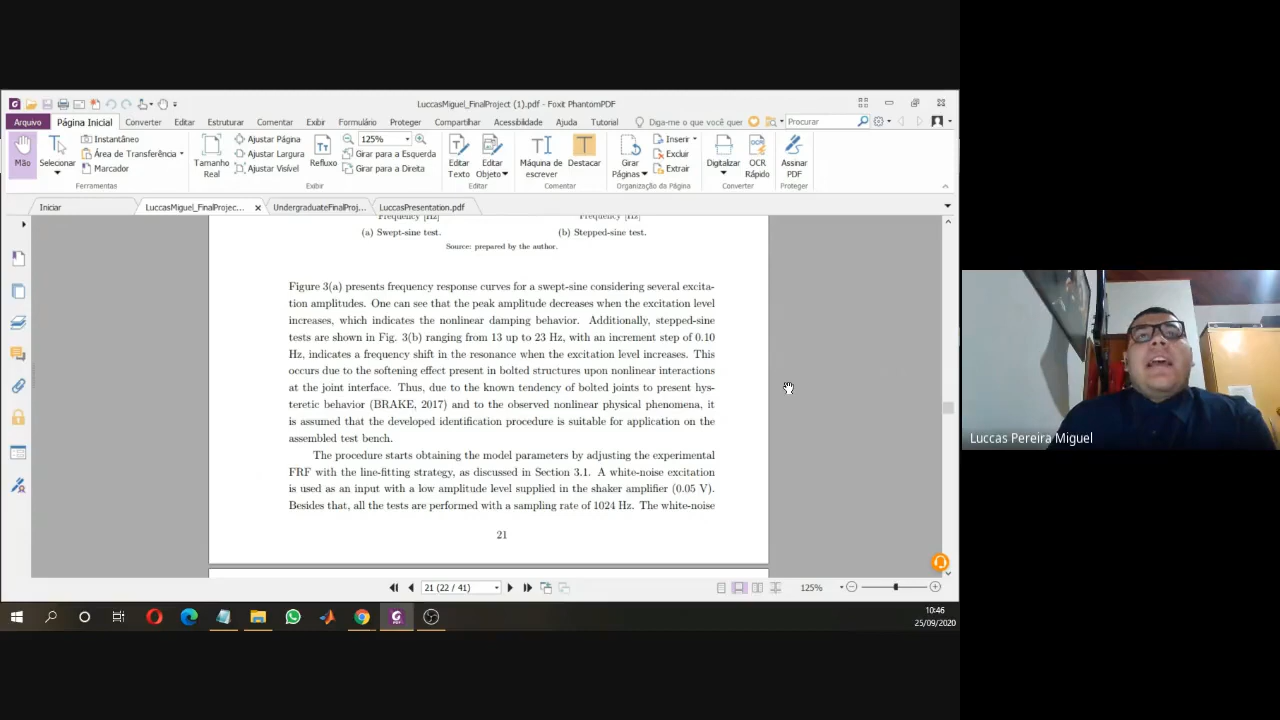 LuccasMiguel_FinalProject (1).pdf - Foxit PhantomPDF
Arquivo Página Inicial Converter Editar Comentar Exibir Formulário Proteger Compartilhar Acessibilidade Ajuda Tutorial Diga-me o que você quer Procurar
Estruturar
Mão
Selecionar
Instantâneo
Área de Transferência
Marcador
Ferramentas
Tamanho Real
Ajustar Página
Ajustar Largura
Ajustar Visível
Refluxo
125%
Girar para a Esquerda
Girar para a Direita
Exibir
Editar Texto
Editar Objeto
Editar
Máquina de escrever
Destacar
Comentar
Girar Páginas
Inserir
Excluir
Extrair
Organização da Página
Digitalizar
OCR Rápido
Converter
Assinar PDF
Proteger
Iniciar LuccasMiguel_FinalProjec... UndergraduateFinalProj... LuccasPresentation.pdf
Frequency [Hz] Frequency [Hz]
(a) Swept-sine test. (b) Stepped-sine test.
Source: prepared by the author.
Figure 3(a) presents frequency response curves for a swept-sine considering several excita-
tion amplitudes. One can see that the peak amplitude decreases when the excitation level
increases, which indicates the nonlinear damping behavior. Additionally, stepped-sine
tests are shown in Fig. 3(b) ranging from 13 up to 23 Hz, with an increment step of 0.10
Hz, indicates a frequency shift in the resonance when the excitation level increases. This
occurs due to the softening effect present in bolted structures upon nonlinear interactions
at the joint interface. Thus, due to the known tendency of bolted joints to present hys-
teretic behavior (BRAKE, 2017) and to the observed nonlinear physical phenomena, it
is assumed that the developed identification procedure is suitable for application on the
assembled test bench.
The procedure starts obtaining the model parameters by adjusting the experimental
FRF with the line-fitting strategy, as discussed in Section 3.1. A white-noise excitation
is used as an input with a low amplitude level supplied in the shaker amplifier (0.05 V).
Besides that, all the tests are performed with a sampling rate of 1024 Hz. The white-noise
21
21 (22 / 41)
125%
10:46
25/09/2020
Luccas Pereira Miguel